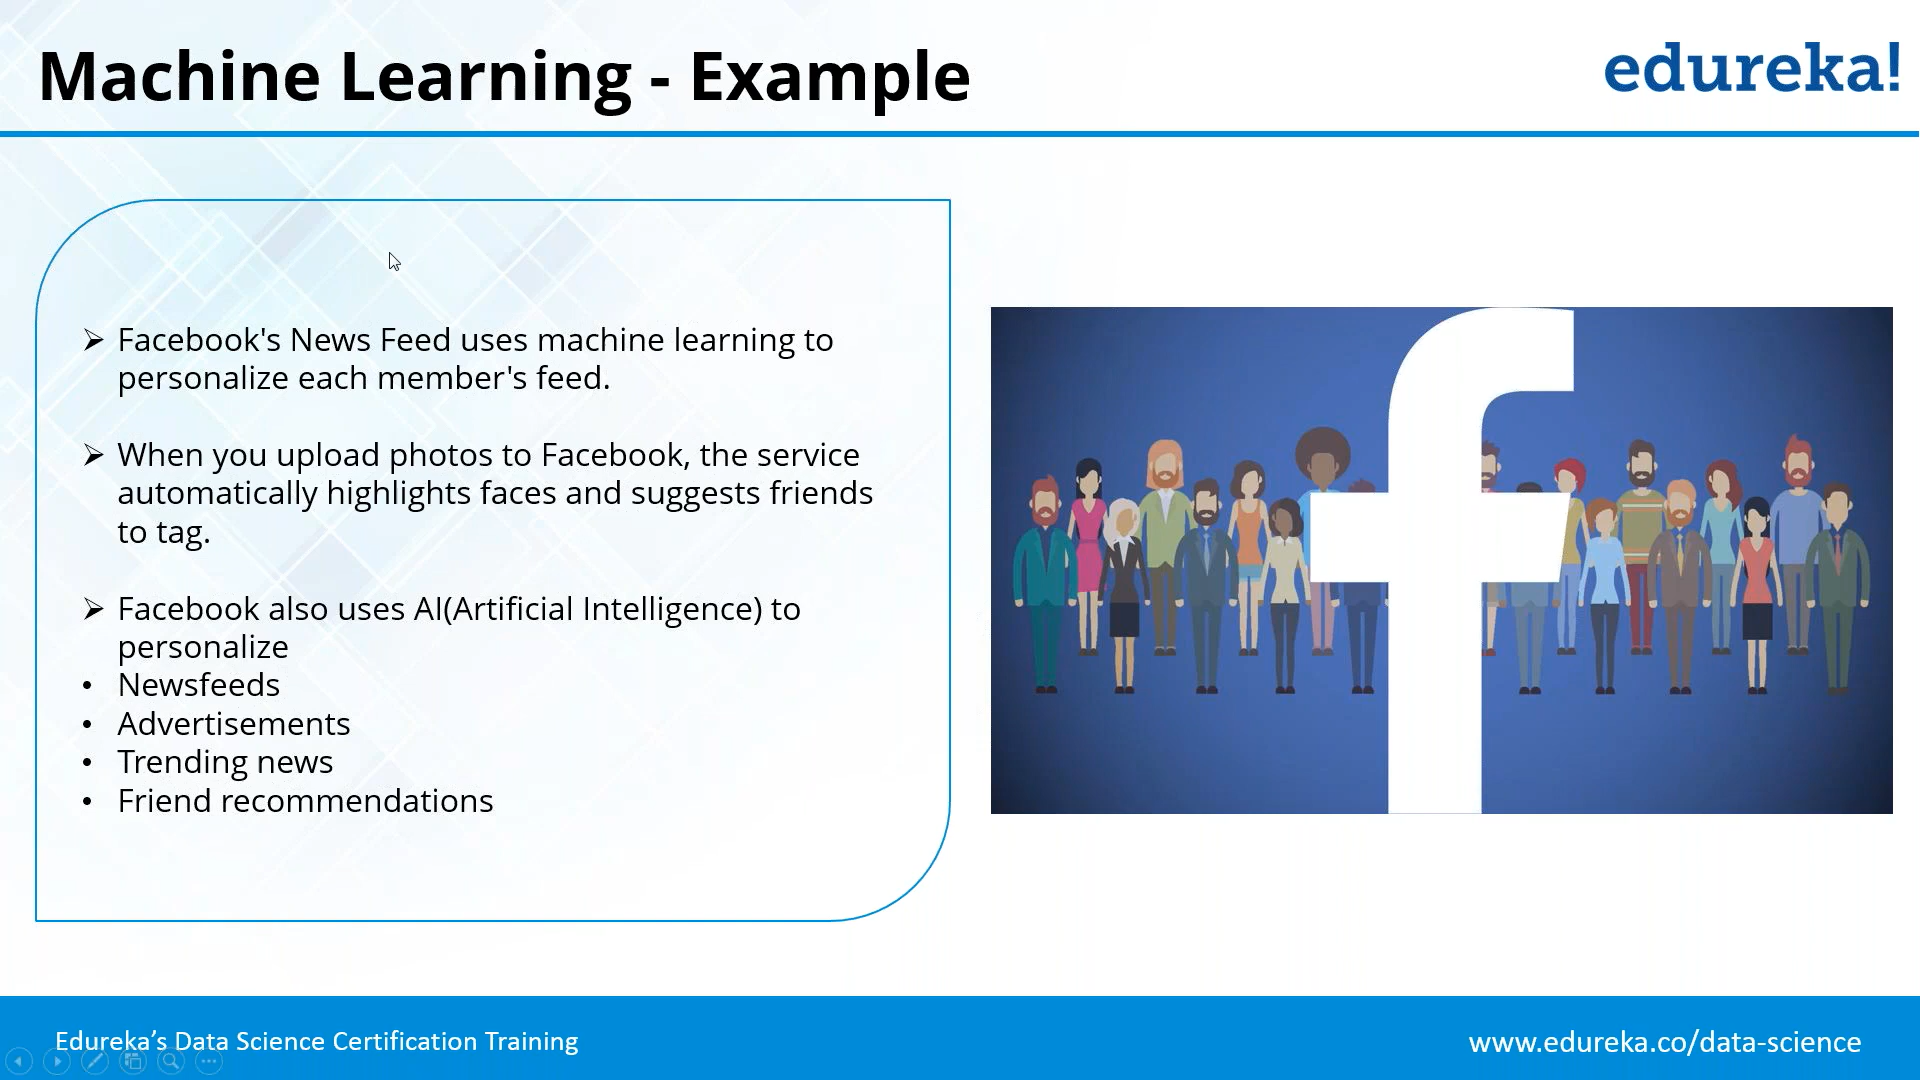 Machine Learning - Example
edureka!
➢ Facebook's News Feed uses machine learning to
personalize each member's feed.
➢ When you upload photos to Facebook, the service
automatically highlights faces and suggests friends
to tag.
➢ Facebook also uses AI(Artificial Intelligence) to
personalize
• Newsfeeds
• Advertisements
• Trending news
• Friend recommendations
f
Edureka’s Data Science Certification Training
www.edureka.co/data-science